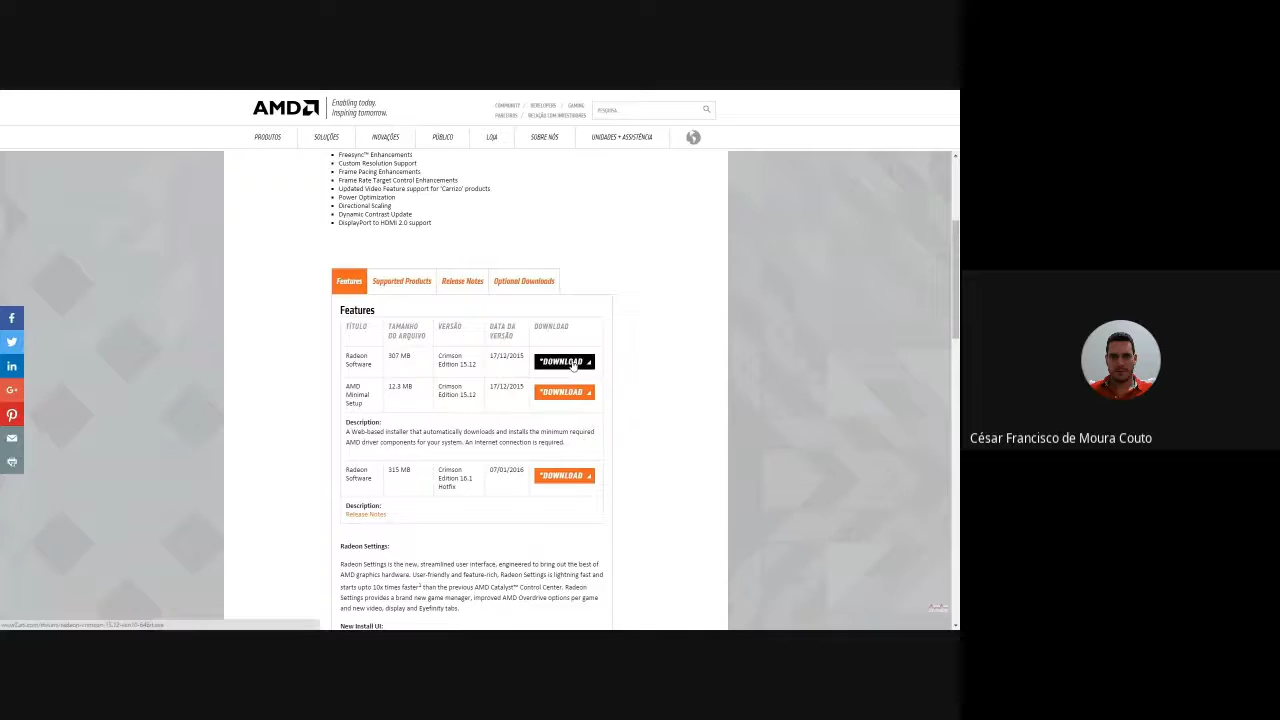 AMD
Enabling today.
Inspiring tomorrow.
COMMUNITY / DEVELOPERS | GAMING
PARCEIROS / RELAÇÃO COM INVESTIDORES
PESQUISA
PRODUTOS
SOLUÇÕES
INOVAÇÕES
PÚBLICO
LOJA
SOBRE NÓS
UNIDADES + ASSISTÊNCIA
Freesync™ Enhancements
Custom Resolution Support
Frame Pacing Enhancements
Frame Rate Target Control Enhancements
Updated Video Feature support for 'Carrizo' products
Power Optimization
Directional Scaling
Dynamic Contrast Update
DisplayPort to HDMI 2.0 support
Features
Supported Products
Release Notes
Optional Downloads
Features
TÍTULO
TAMANHO
DO ARQUIVO
VERSÃO
DATA DA
VERSÃO
DOWNLOAD
Radeon
Software
307 MB
Crimson
Edition 15.12
17/12/2015
*DOWNLOAD
AMD
Minimal
Setup
12.3 MB
Crimson
Edition 15.12
17/12/2015
*DOWNLOAD
Description:
A Web-based installer that automatically downloads and installs the minimum required
AMD driver components for your system. An Internet connection is required.
Radeon
Software
315 MB
Crimson
Edition 16.1
Hotfix
07/01/2016
*DOWNLOAD
Description:
Release Notes
Radeon Settings:
Radeon Settings is the new, streamlined user interface, engineered to bring out the best of
AMD graphics hardware. User-friendly and feature-rich, Radeon Settings is lightning fast and
starts upto 10x times faster² than the previous AMD Catalyst™ Control Center. Radeon
Settings provides a brand new game manager, improved AMD Overdrive options per game
and new video, display and Eyefinity tabs.
New Install UI:
César Francisco de Moura Couto